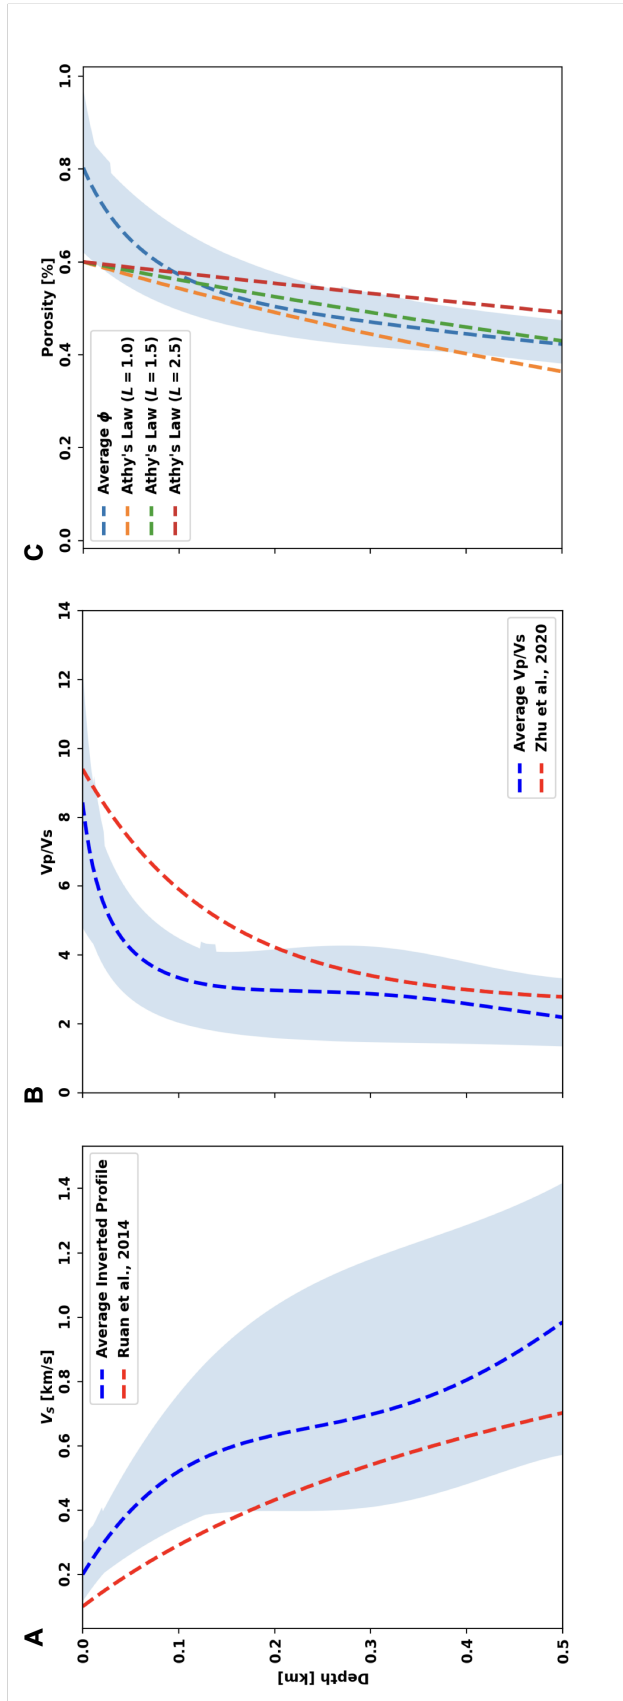 A
V_S [km/s]
0.2 0.4 0.6 0.8 1.0 1.2 1.4
Average Inverted Profile
Ruan et al., 2014
Depth [km]
0.0
0.1
0.2
0.3
0.4
0.5
B
Vp/Vs
0 2 4 6 8 10 12 14
Average Vp/Vs
Zhu et al., 2020
C
Porosity [%]
0.0 0.2 0.4 0.6 0.8 1.0
Average ϕ
Athy's Law (L = 1.0)
Athy's Law (L = 1.5)
Athy's Law (L = 2.5)